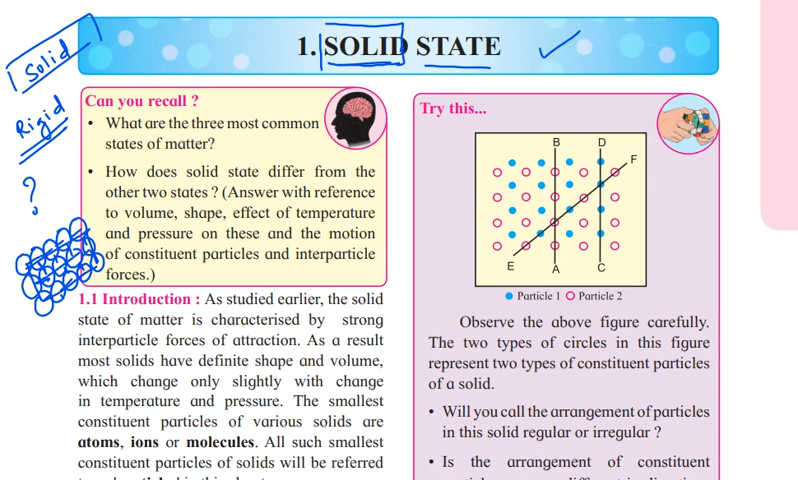 1. SOLID STATE
Solid
Rigid
?
Can you recall ?
• What are the three most common
states of matter?
• How does solid state differ from the
other two states ? (Answer with reference
to volume, shape, effect of temperature
and pressure on these and the motion
of constituent particles and interparticle
forces.)
1.1 Introduction : As studied earlier, the solid
state of matter is characterised by strong
interparticle forces of attraction. As a result
most solids have definite shape and volume,
which change only slightly with change
in temperature and pressure. The smallest
constituent particles of various solids are
atoms, ions or molecules. All such smallest
constituent particles of solids will be referred
Try this...
B D
F
E A C
Particle 1 Particle 2
Observe the above figure carefully.
The two types of circles in this figure
represent two types of constituent particles
of a solid.
• Will you call the arrangement of particles
in this solid regular or irregular ?
• Is the arrangement of constituent